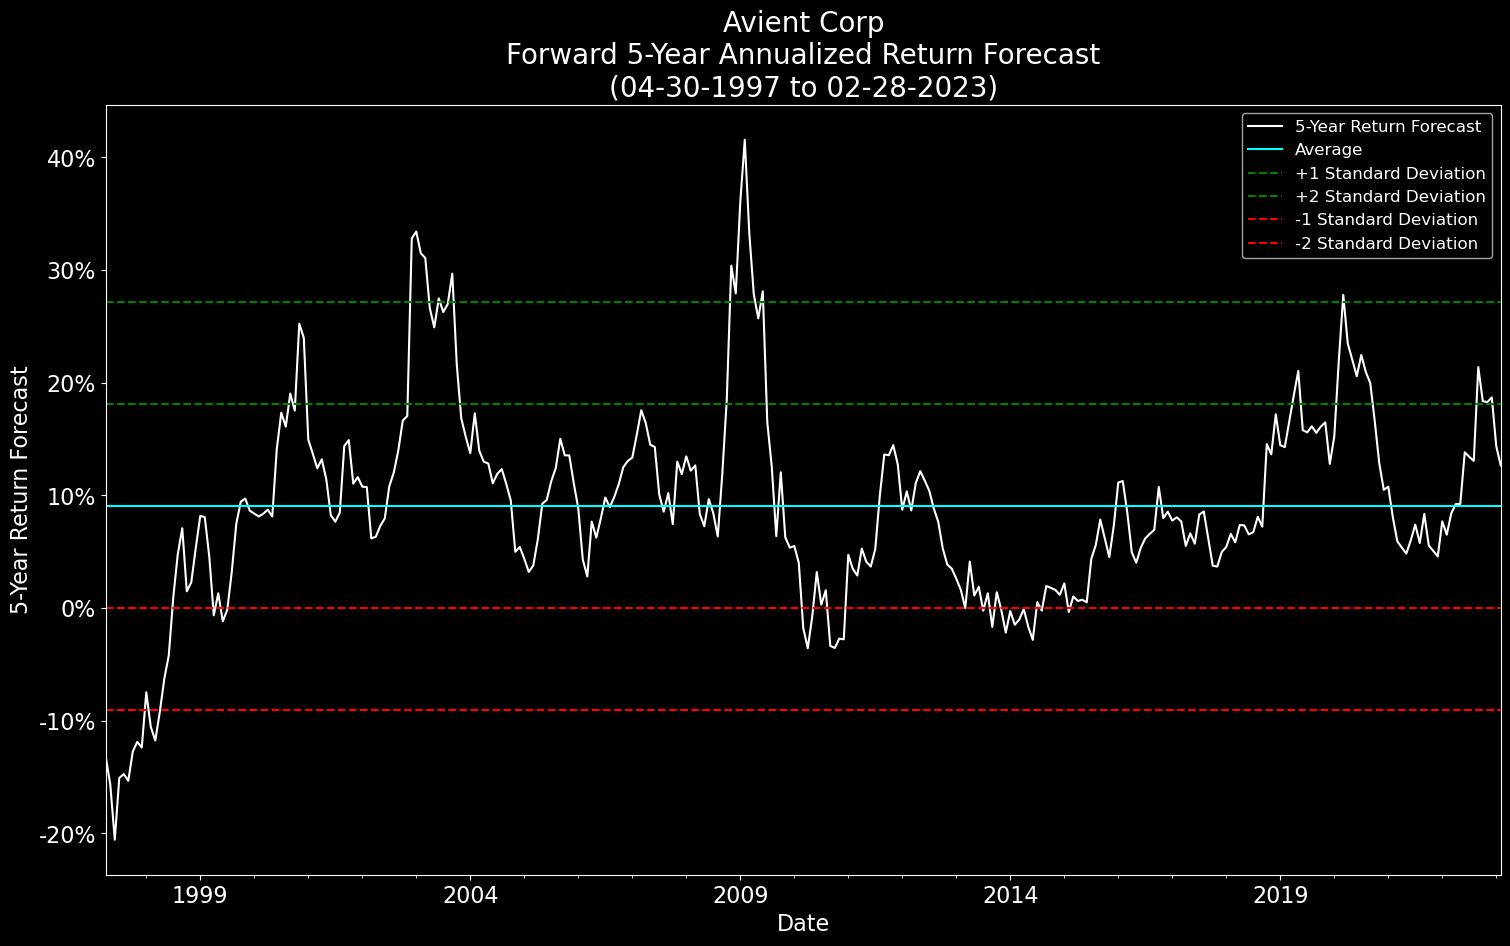 Avient Corp
Forward 5-Year Annualized Return Forecast
(04-30-1997 to 02-28-2023)
5-Year Return Forecast
Average
+1 Standard Deviation
+2 Standard Deviation
-1 Standard Deviation
-2 Standard Deviation
5-Year Return Forecast
40%
30%
20%
10%
0%
-10%
-20%
1999 2004 2009 2014 2019
Date